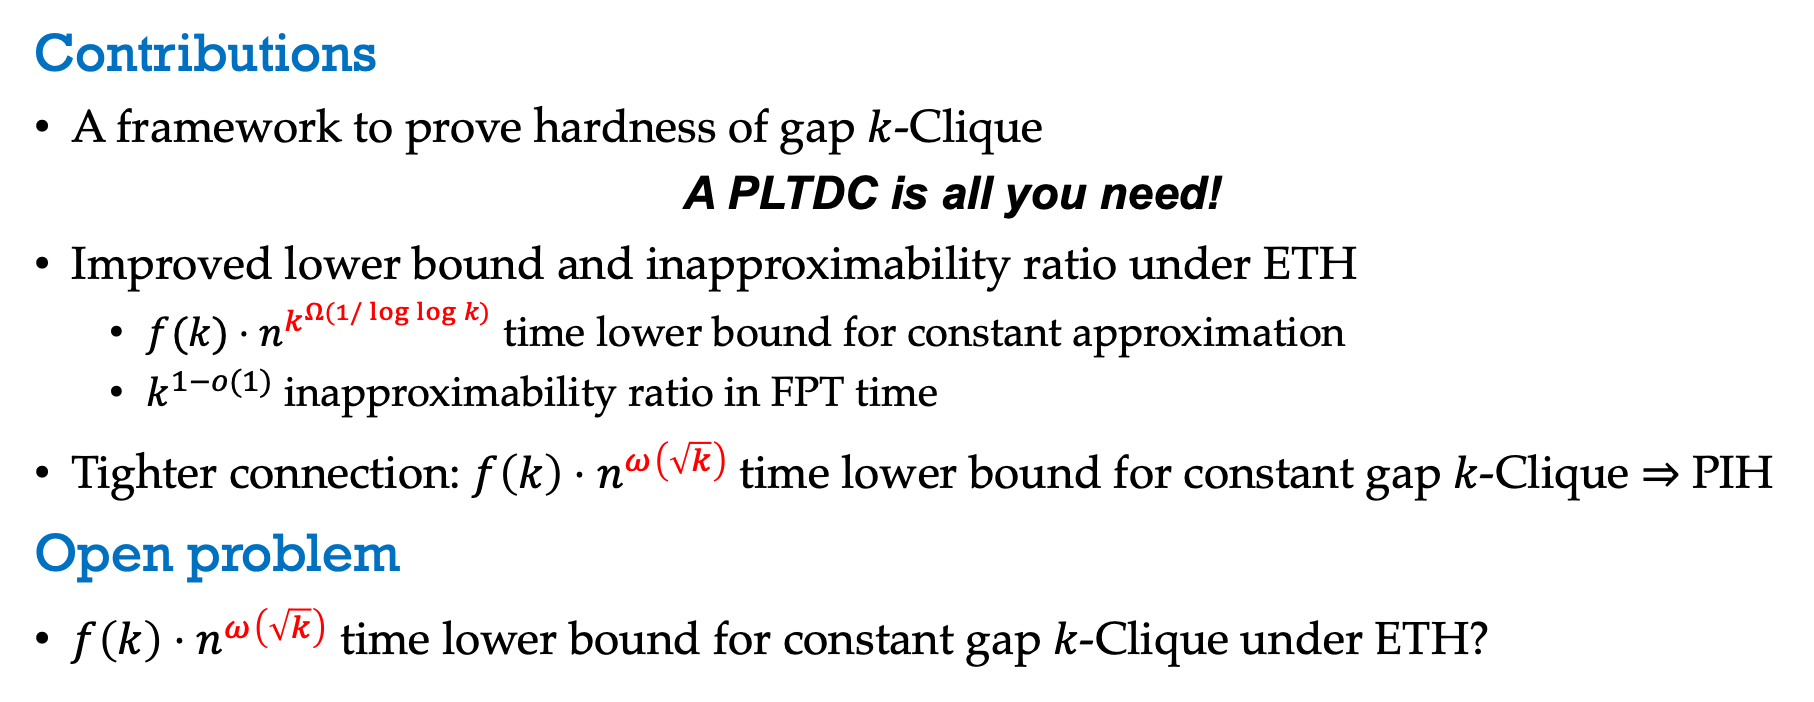 Contributions
• A framework to prove hardness of gap k-Clique
A PLTDC is all you need!
• Improved lower bound and inapproximability ratio under ETH
• f(k) · n^{k^{Ω(1/ log log k)}} time lower bound for constant approximation
• k^{1−o(1)} inapproximability ratio in FPT time
• Tighter connection: f(k) · n^{ω(√k)} time lower bound for constant gap k-Clique ⇒ PIH
Open problem
• f(k) · n^{ω(√k)} time lower bound for constant gap k-Clique under ETH?